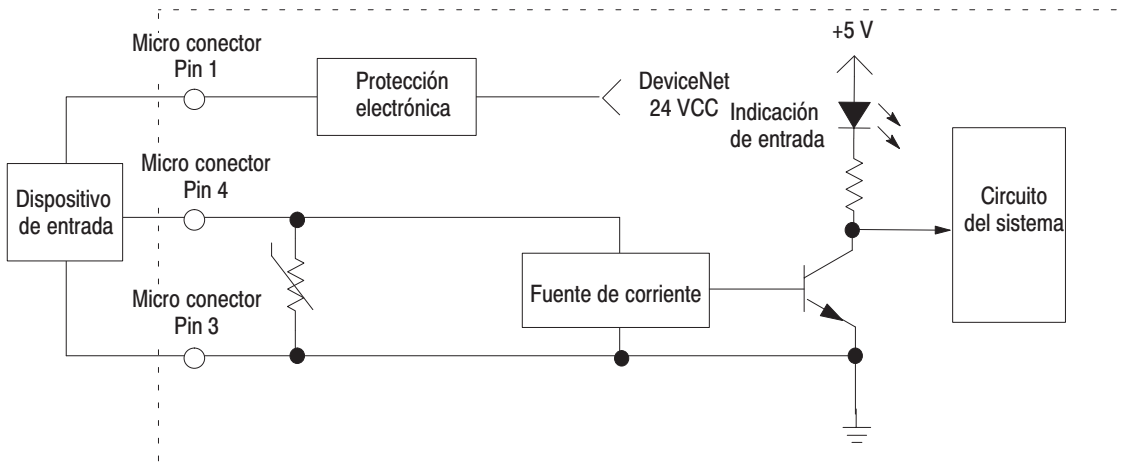 Micro conector
Pin 1
Protección
electrónica
DeviceNet
24 VCC
+5 V
Indicación
de entrada
Micro conector
Pin 4
Dispositivo
de entrada
Circuito
del sistema
Fuente de corriente
Micro conector
Pin 3